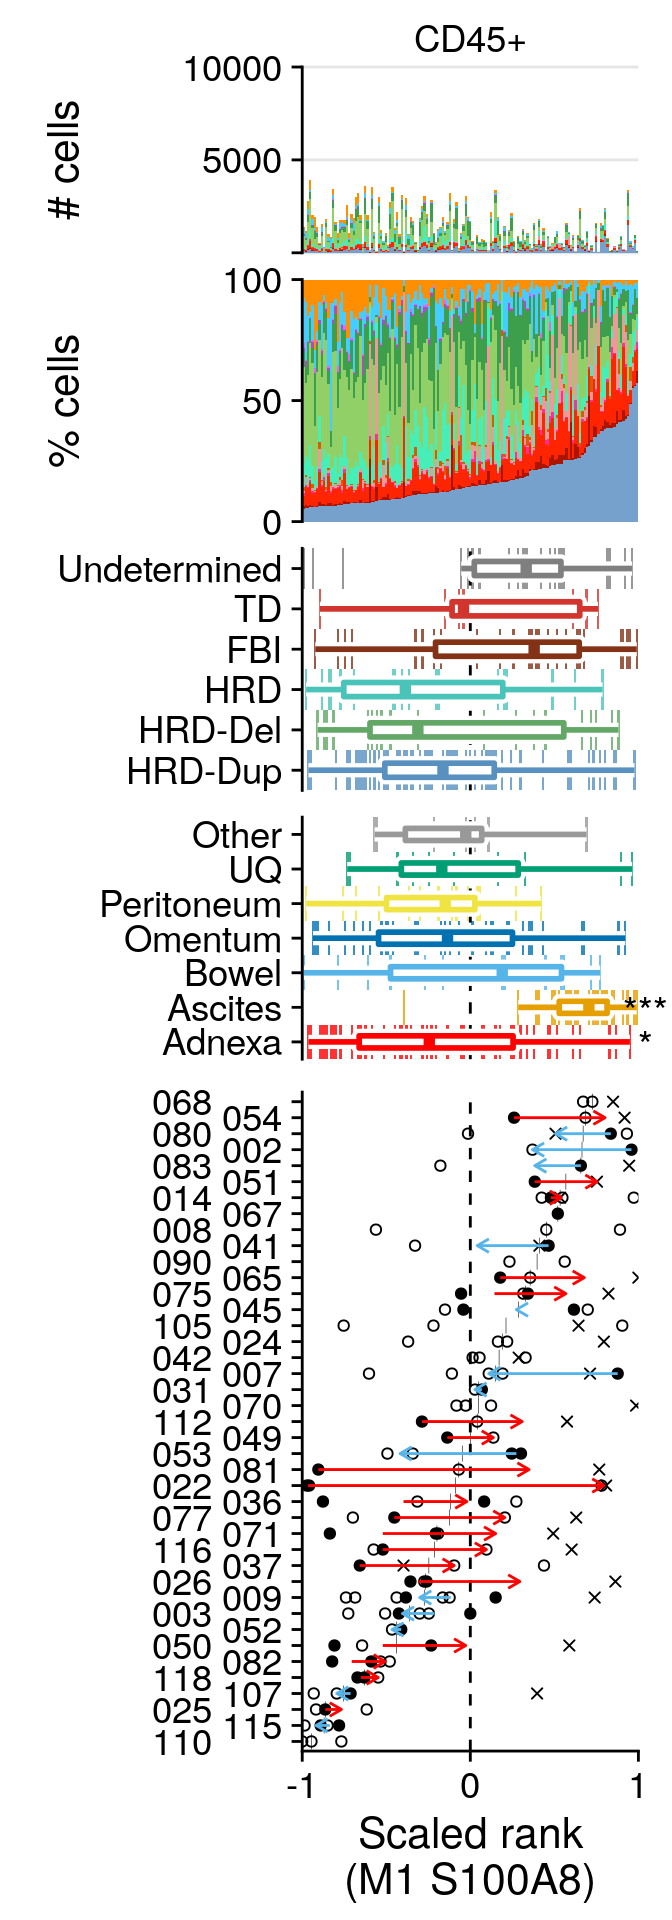 CD45+
10000
5000
# cells
100
50
0
% cells
Undetermined
TD
FBI
HRD
HRD-Del
HRD-Dup
Other
UQ
Peritoneum
Omentum
Bowel
Ascites
***
Adnexa
*
068
054
080
002
083
051
014
067
008
041
090
065
075
045
105
024
042
007
031
070
112
049
053
081
022
036
077
071
116
037
026
009
003
052
050
082
118
107
025
115
110
-1
0
1
Scaled rank
(M1 S100A8)